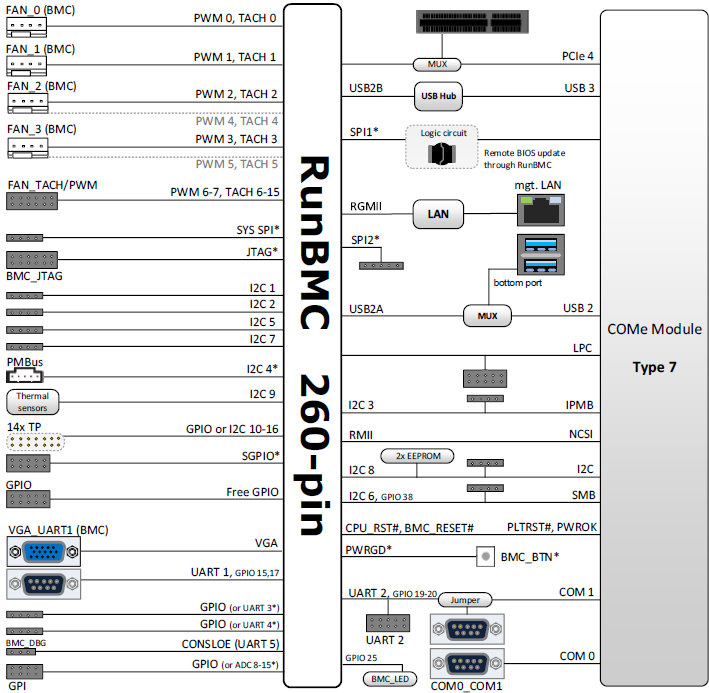 FAN_0 (BMC)
PWM 0, TACH 0
FAN_1 (BMC)
PWM 1, TACH 1
FAN_2 (BMC)
PWM 2, TACH 2
PWM 4, TACH 4
FAN_3 (BMC)
PWM 3, TACH 3
PWM 5, TACH 5
FAN_TACH/PWM
PWM 6-7, TACH 6-15
SYS SPI*
JTAG*
BMC_JTAG
I2C 1
I2C 2
I2C 5
I2C 7
PMBus
I2C 4*
Thermal
sensors
I2C 9
14x TP
GPIO or I2C 10-16
SGPIO*
GPIO
Free GPIO
VGA_UART1 (BMC)
VGA
UART 1, GPIO 15,17
GPIO (or UART 3*)
GPIO (or UART 4*)
BMC_DBG
CONSLOE (UART 5)
GPIO (or ADC 8-15*)
GPI
RunBMC 260-pin
MUX
PCIe 4
USB2B
USB Hub
USB 3
SPI1*
Logic circuit
Remote BIOS update
through RunBMC
mgt. LAN
RGMII
LAN
SPI2*
bottom port
USB2A
MUX
USB 2
LPC
I2C 3
IPMB
RMII
NCSI
2x EEPROM
I2C 8
I2C
I2C 6, GPIO 38
SMB
CPU_RST#, BMC_RESET#
PLTRST#, PWROK
PWRGD*
BMC_BTN*
UART 2, GPIO 19-20
Jumper
COM 1
UART 2
GPIO 25
COM 0
BMC_LED
COM0_COM1
COMe Module
Type 7